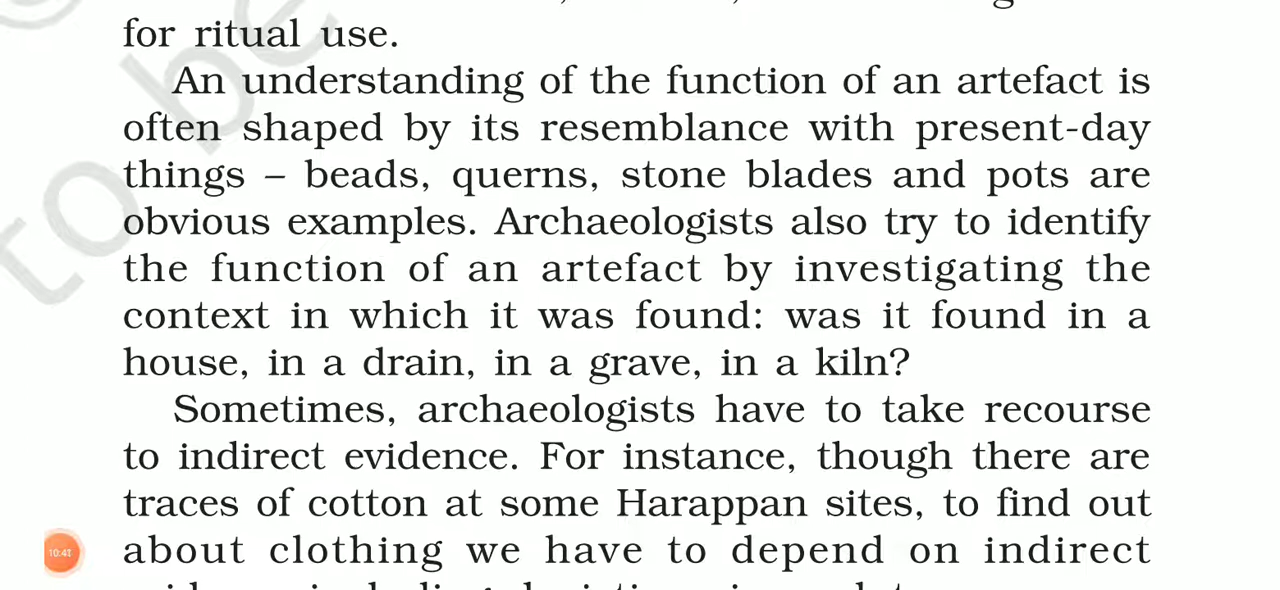 for ritual use.
An understanding of the function of an artefact is
often shaped by its resemblance with present-day
things – beads, querns, stone blades and pots are
obvious examples. Archaeologists also try to identify
the function of an artefact by investigating the
context in which it was found: was it found in a
house, in a drain, in a grave, in a kiln?
Sometimes, archaeologists have to take recourse
to indirect evidence. For instance, though there are
traces of cotton at some Harappan sites, to find out
about clothing we have to depend on indirect
to be